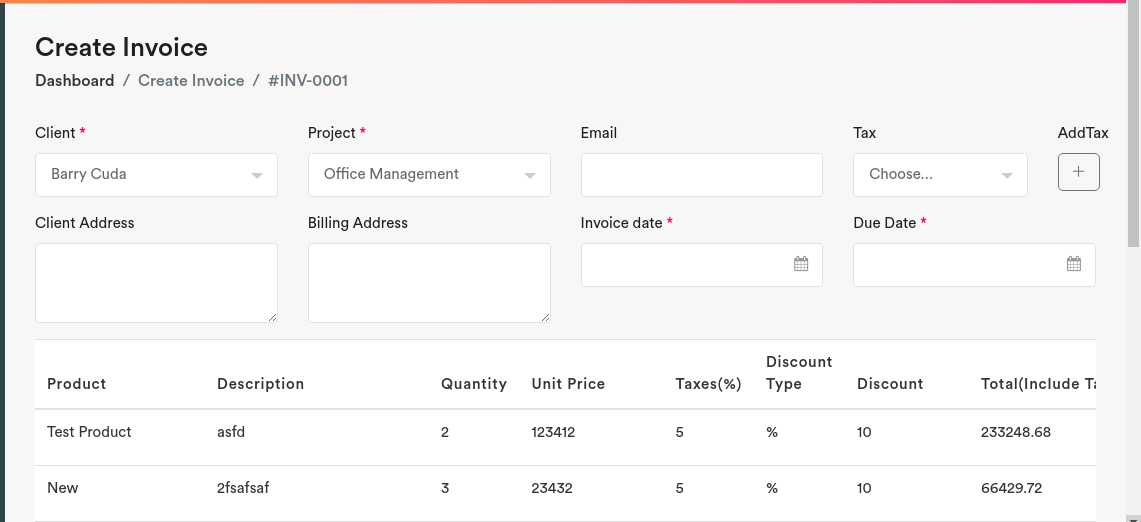 Create Invoice
Dashboard / Create Invoice / #INV-0001
Client * Project * Email Tax AddTax
Barry Cuda Office Management Choose... +
Client Address Billing Address Invoice date * Due Date *
Product Description Quantity Unit Price Taxes(%) Discount Type Discount Total(Include
Test Product asfd 2 123412 5 % 10 233248.68
New 2fsafsaf 3 23432 5 % 10 66429.72